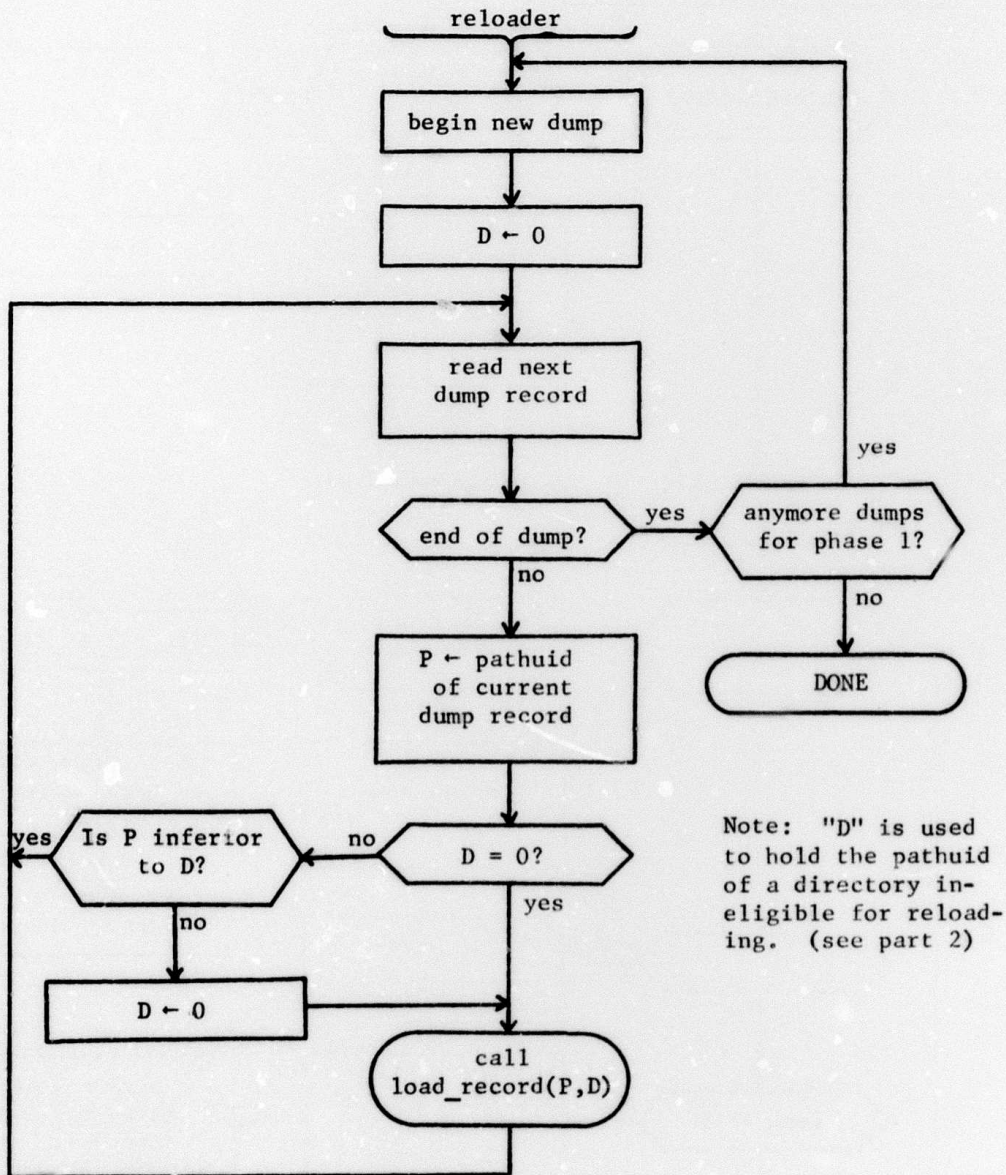 reloader
begin new dump
D ← 0
read next
dump record
yes
end of dump?
yes
anymore dumps
for phase 1?
no
no
P ← pathuid
of current
dump record
DONE
yes
Is P inferior
to D?
no
D = 0?
yes
no
D ← 0
Note: "D" is used
to hold the pathuid
of a directory in-
eligible for reload-
ing. (see part 2)
call
load_record(P,D)